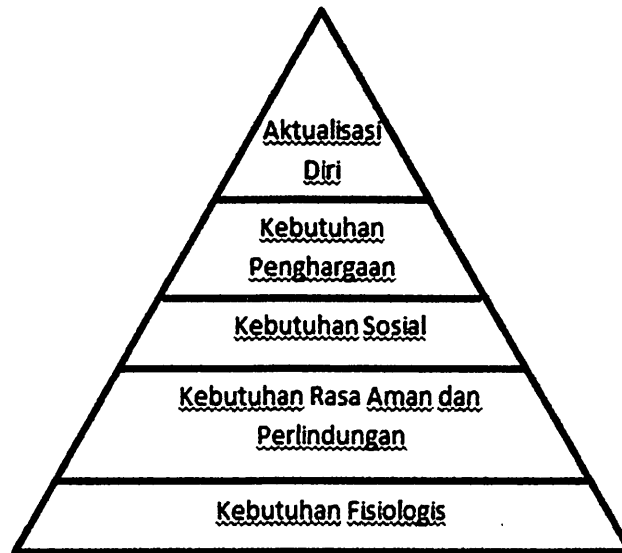 Aktualisasi
Diri
Kebutuhan
Penghargaan
Kebutuhan Sosial
Kebutuhan Rasa Aman dan
Perlindungan
Kebutuhan Fisiologis